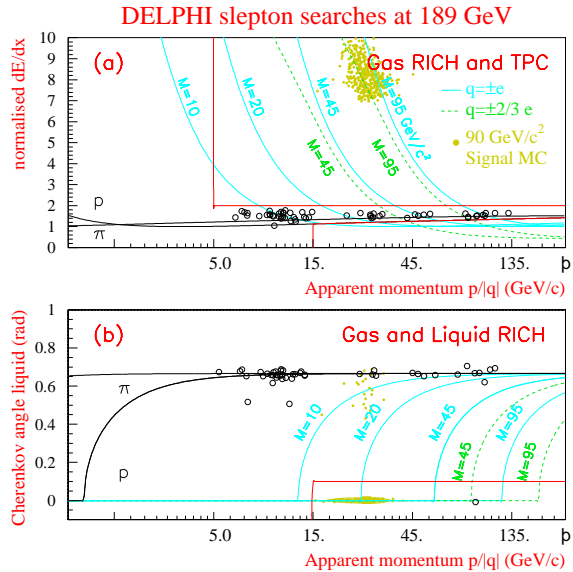 DELPHI slepton searches at 189 GeV
normalised dE/dx
10
9
8
7
6
5
4
3
2
1
0
(a)
Gas RICH and TPC
q=±e
q=±2/3 e
90 GeV/c²
Signal MC
M=10
M=20
M=45
M=95 GeV/c²
M=45
M=95
p
π
5.0
15.
45.
135.
p
Apparent momentum p/|q| (GeV/c)
Cherenkov angle liquid (rad)
1
0.8
0.6
0.4
0.2
0
(b)
Gas and Liquid RICH
π
p
M=10
M=20
M=45
M=95
M=45
M=95
5.0
15.
45.
135.
p
Apparent momentum p/|q| (GeV/c)